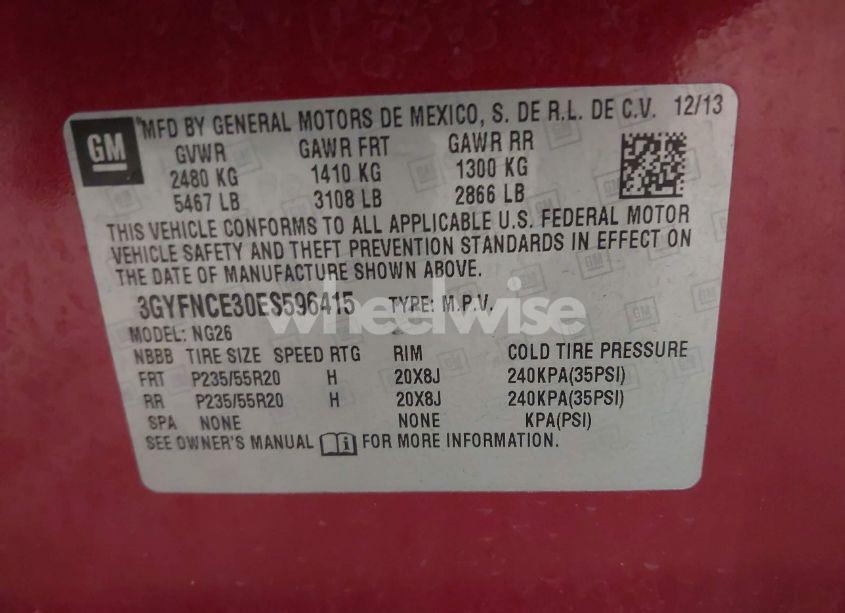 GM
MFD BY GENERAL MOTORS DE MEXICO, S. DE R.L. DE C.V. 12/13
GVWR GAWR FRT GAWR RR
2480 KG 1410 KG 1300 KG
5467 LB 3108 LB 2866 LB
THIS VEHICLE CONFORMS TO ALL APPLICABLE U.S. FEDERAL MOTOR
VEHICLE SAFETY AND THEFT PREVENTION STANDARDS IN EFFECT ON
THE DATE OF MANUFACTURE SHOWN ABOVE.
3GYFNCE30ES596415 TYPE: M.P.V.
wheelwise
MODEL: NG26
NBBB TIRE SIZE SPEED RTG RIM COLD TIRE PRESSURE
FRT P235/55R20 H 20X8J 240KPA(35PSI)
RR P235/55R20 H 20X8J 240KPA(35PSI)
SPA NONE NONE KPA(PSI)
SEE OWNER'S MANUAL FOR MORE INFORMATION.